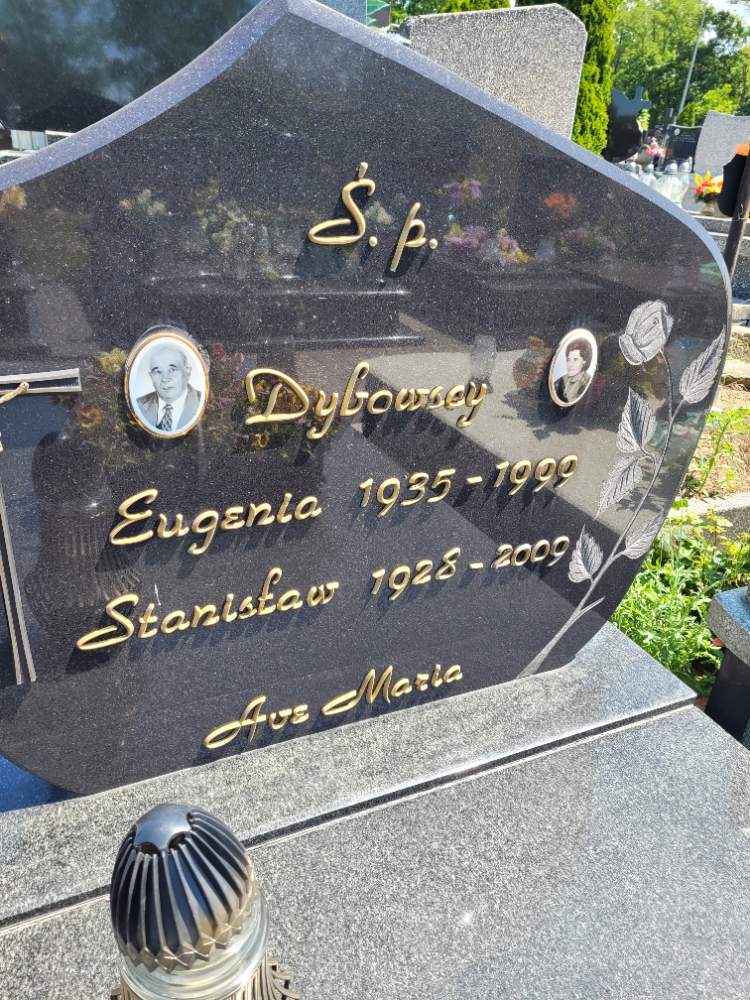 Ś. p.
Dybowscy
Eugenia 1935 - 1999
Stanisław 1928 - 2009
Ave Maria